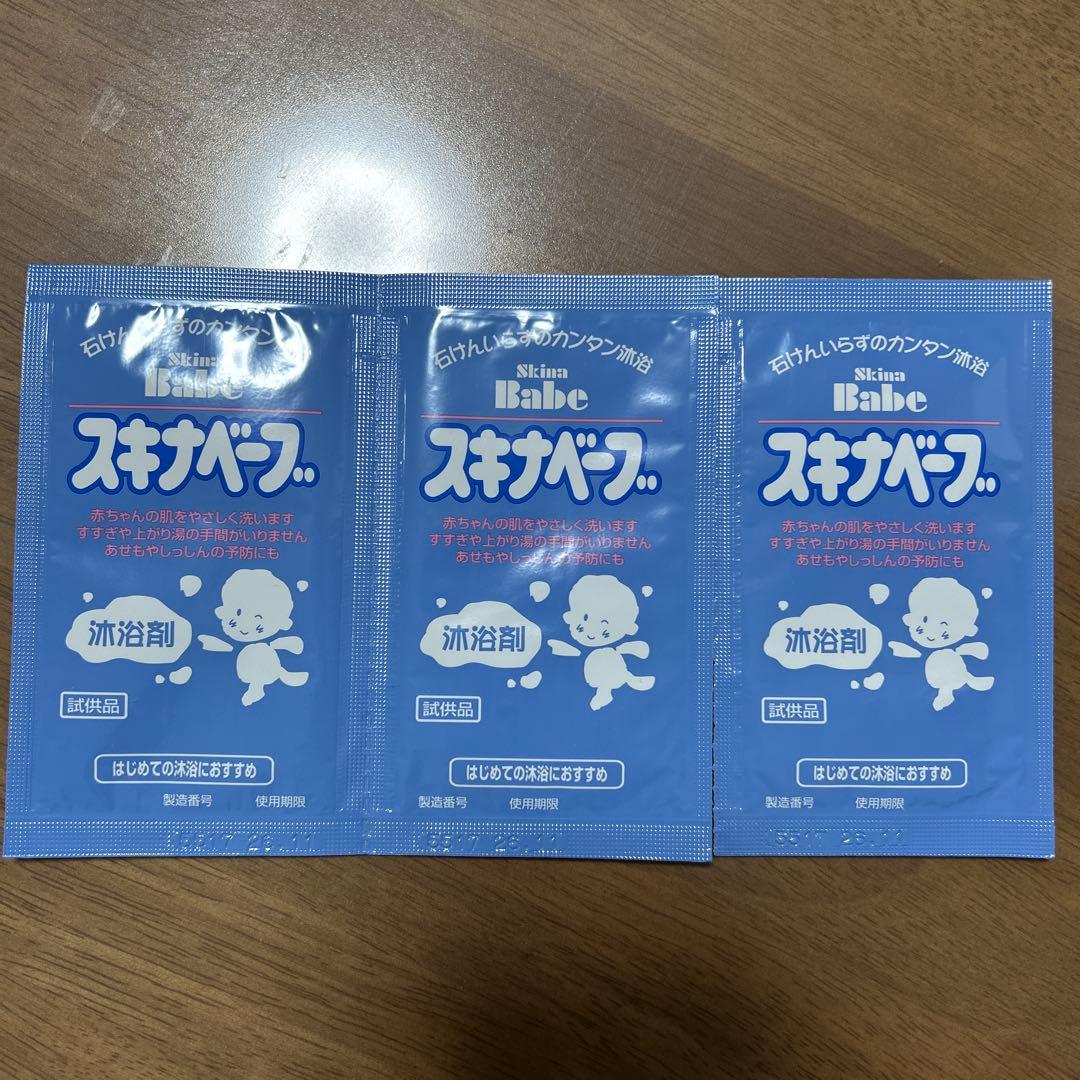 石けんいらずのカンタン
Skina
Babe
スキナベーブ
赤ちゃんの肌をやさしく洗います
すすぎや上がり湯の手間がいりません
あせもやしっしんの予防にも
沐浴剤
試供品
はじめての沐浴におすすめ
製造番号 使用期限
5517 26.11
石けんいらずのカンタン沐浴
Skina
Babe
スキナベーブ
赤ちゃんの肌をやさしく洗います
すすぎや上がり湯の手間がいりません
あせもやしっしんの予防にも
沐浴剤
試供品
はじめての沐浴におすすめ
製造番号 使用期限
5517 26.11
石けんいらずのカンタン沐浴
Skina
Babe
スキナベーブ
赤ちゃんの肌をやさしく洗います
すすぎや上がり湯の手間がいりません
あせもやしっしんの予防にも
沐浴剤
試供品
はじめての沐浴におすすめ
製造番号 使用期限
5517 26.11